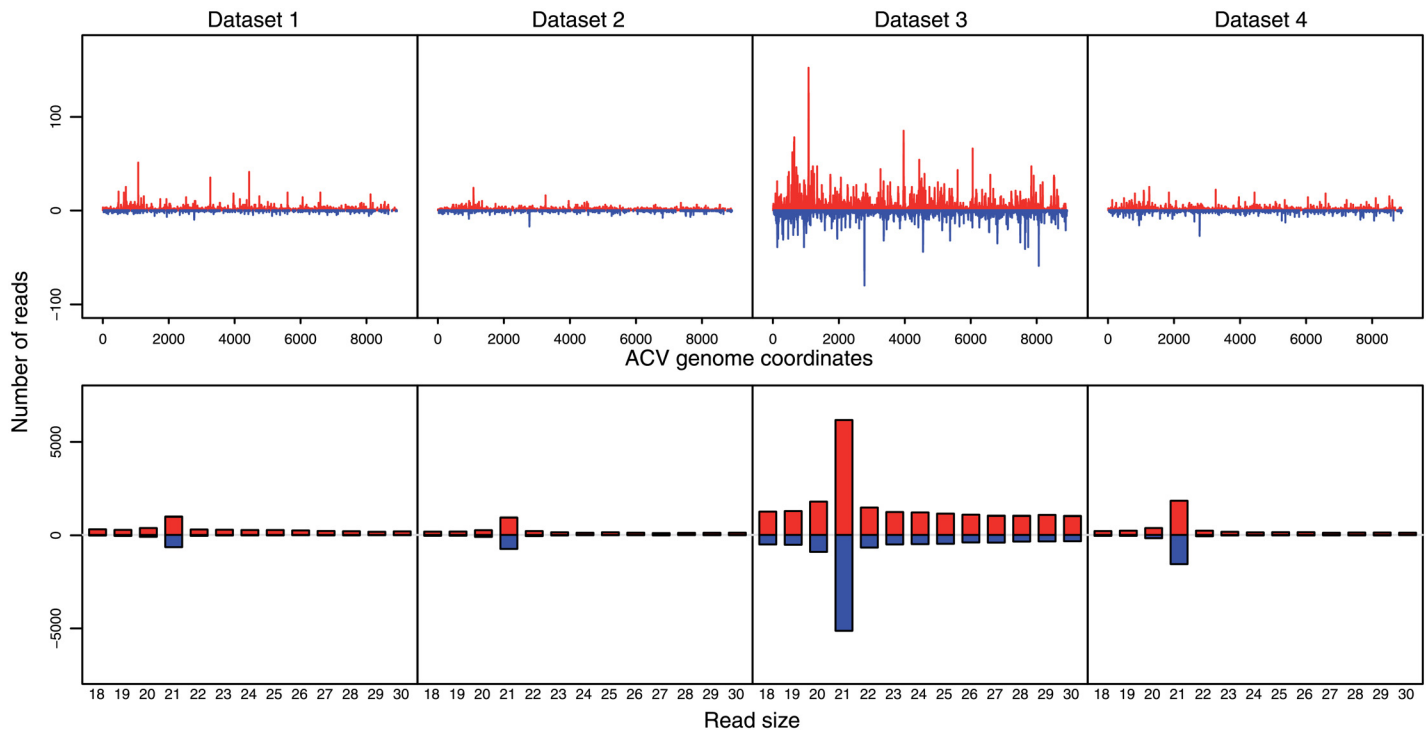 Dataset 1 Dataset 2 Dataset 3 Dataset 4
100
0
−100
0 2000 4000 6000 8000 0 2000 4000 6000 8000 0 2000 4000 6000 8000 0 2000 4000 6000 8000
ACV genome coordinates
Number of reads
5000
0
−5000
18 19 20 21 22 23 24 25 26 27 28 29 30 18 19 20 21 22 23 24 25 26 27 28 29 30 18 19 20 21 22 23 24 25 26 27 28 29 30 18 19 20 21 22 23 24 25 26 27 28 29 30
Read size